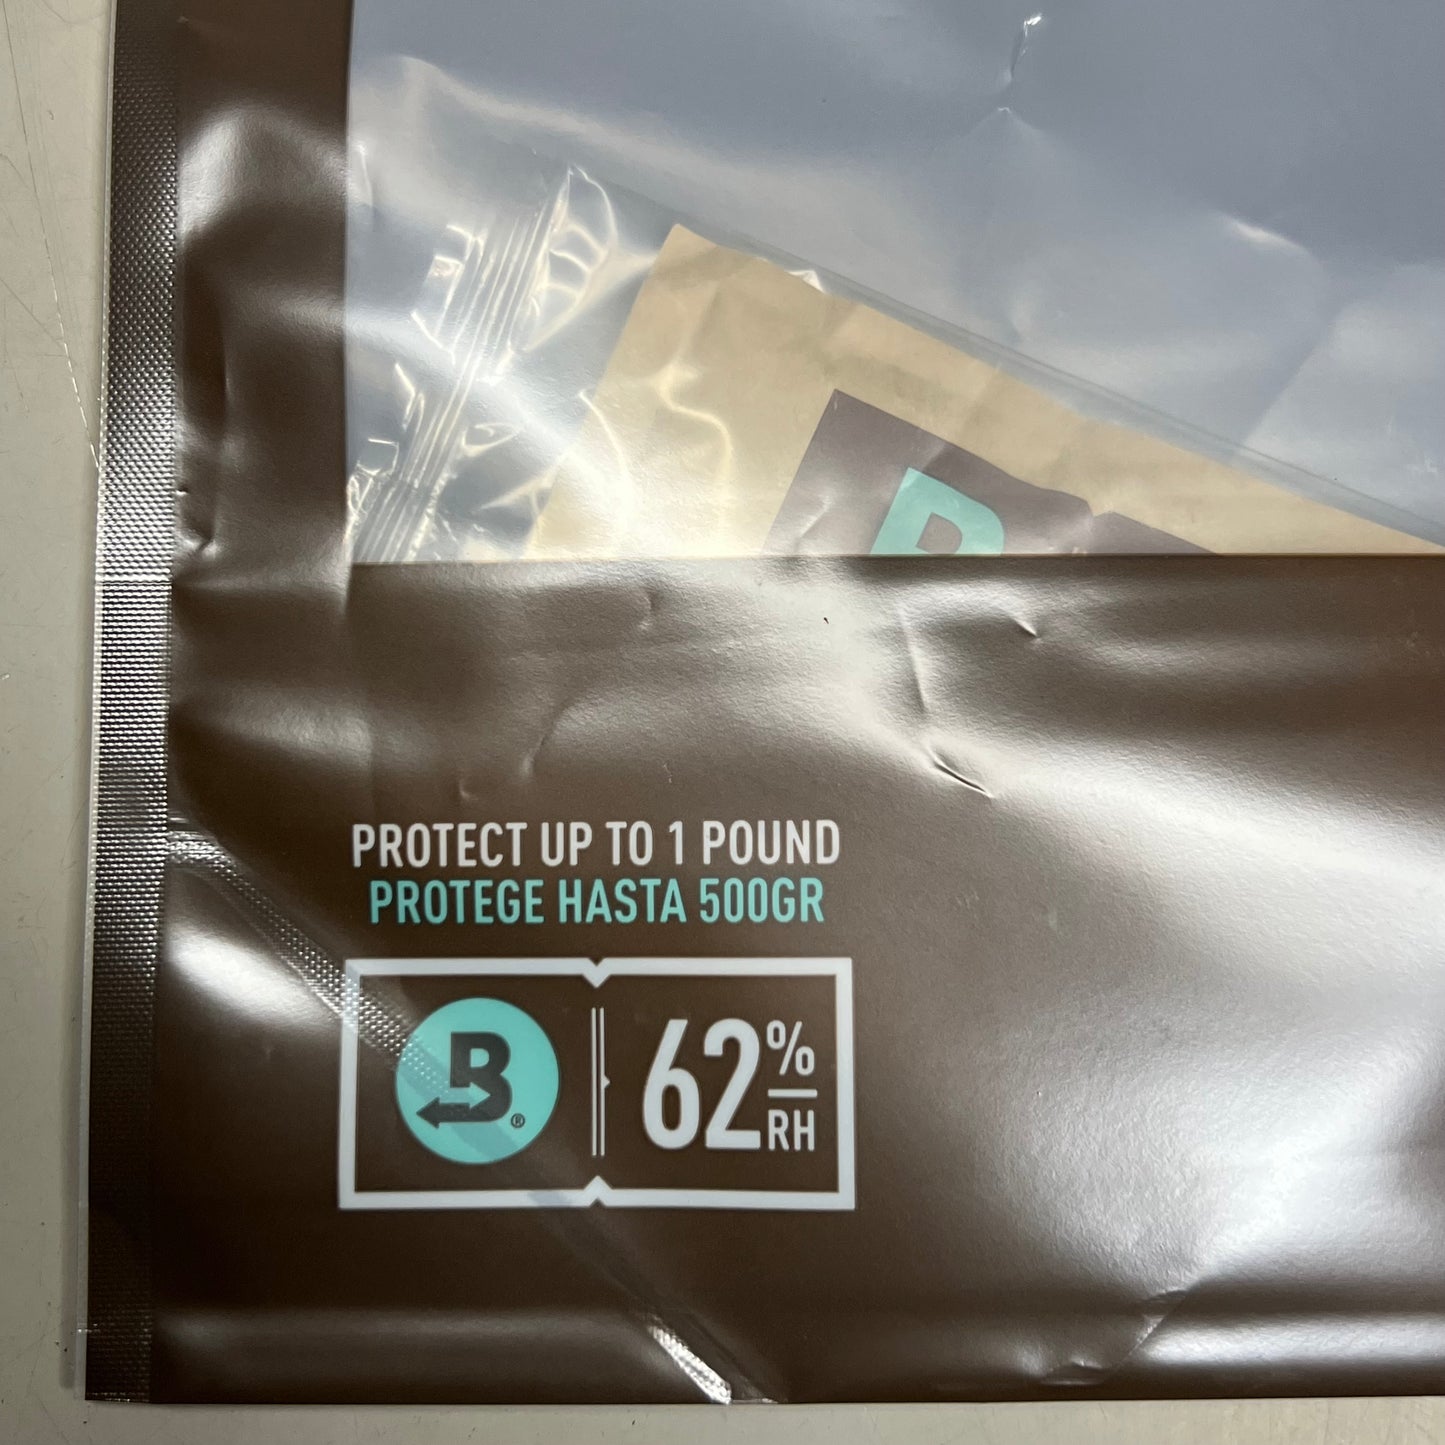 B
PROTECT UP TO 1 POUND
PROTEGE HASTA 500GR
B®
62%
RH